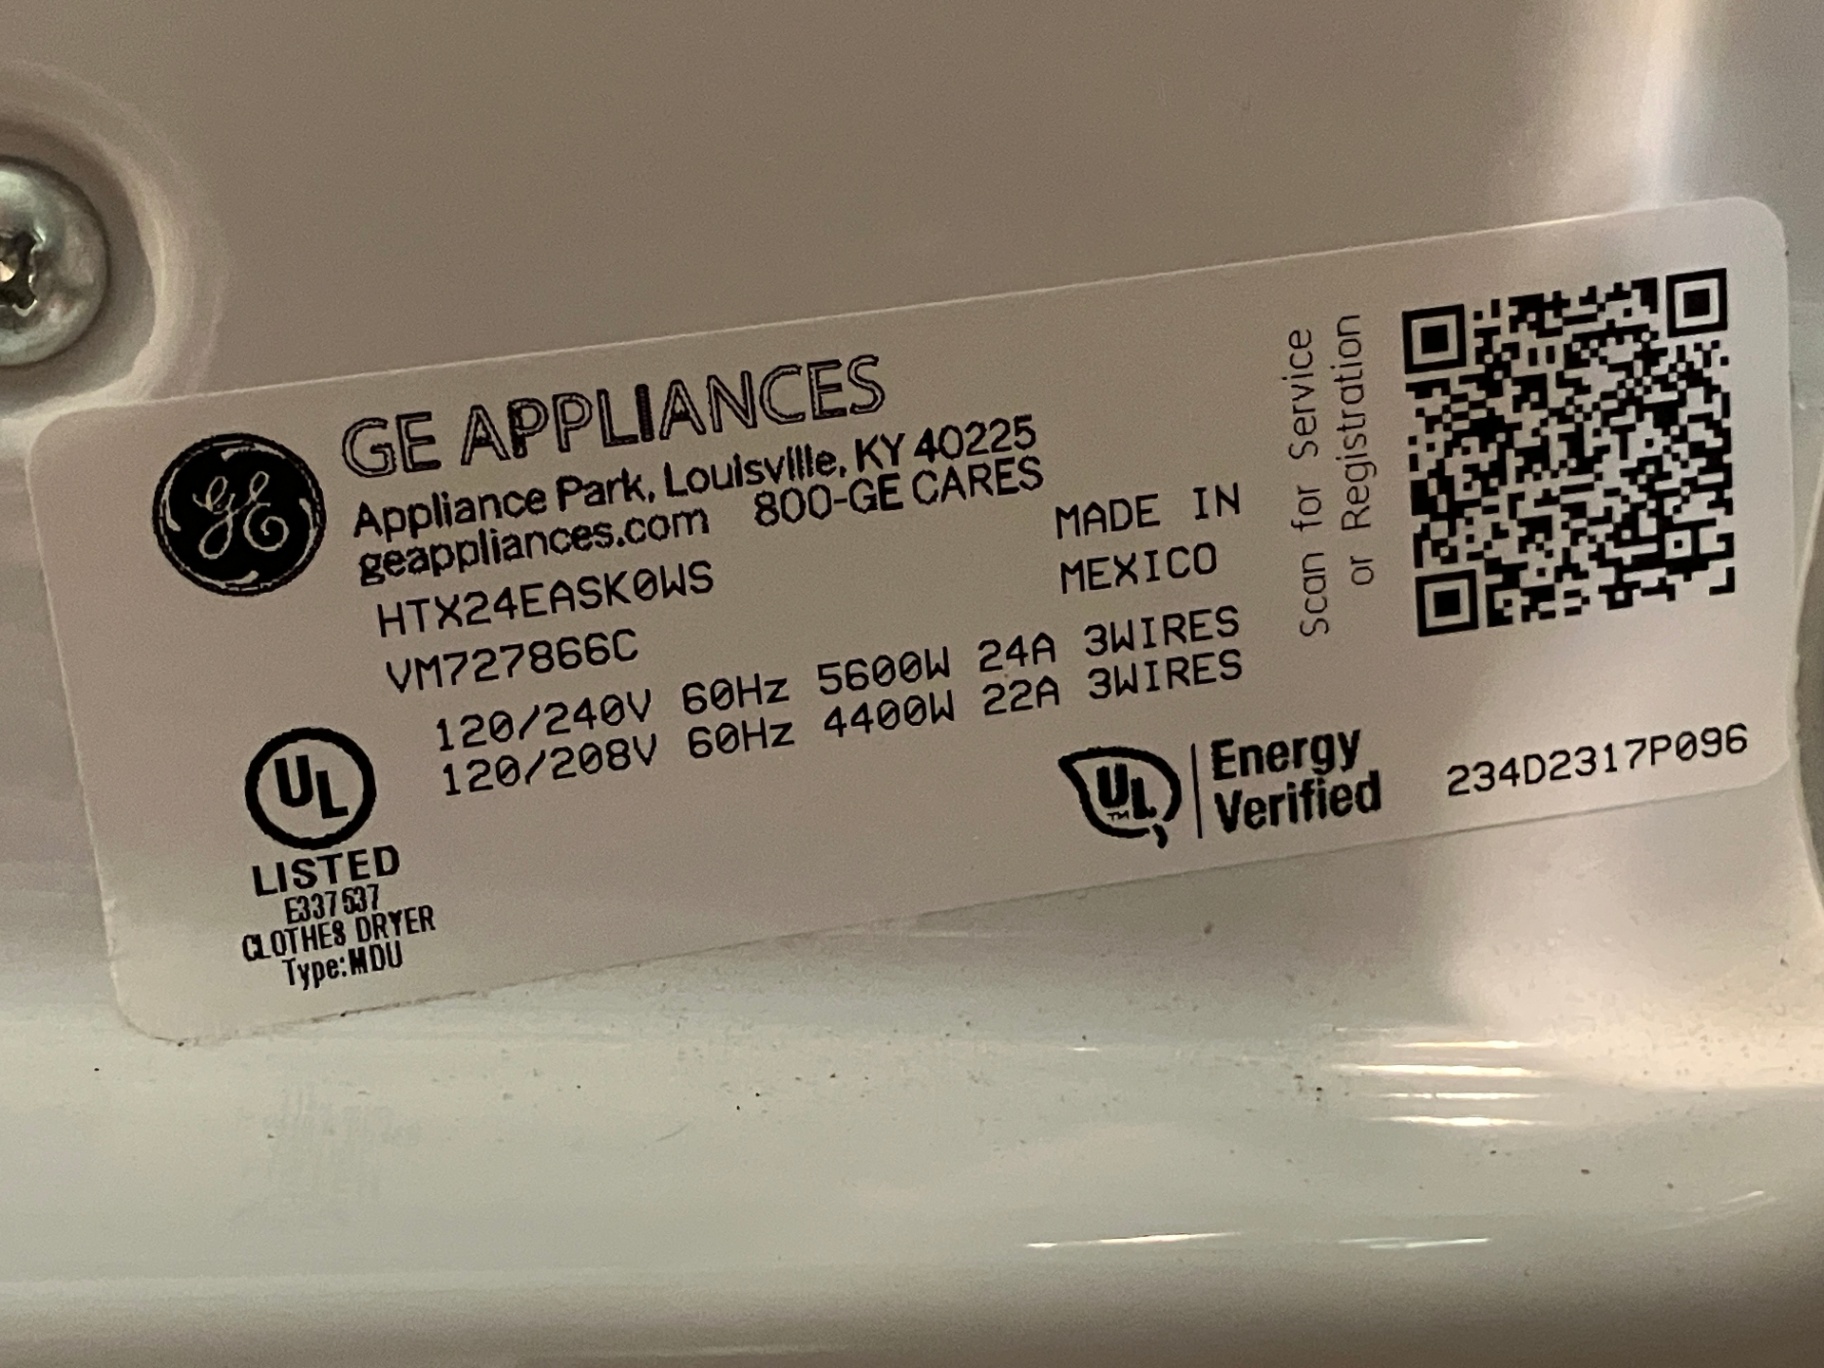 GE
GE APPLIANCES
Appliance Park, Louisville, KY 40225
geappliances.com 800-GE CARES
HTX24EASK0WS
MADE IN
MEXICO
VM727866C
120/240V 60Hz 5600W 24A 3WIRES
120/208V 60Hz 4400W 22A 3WIRES
UL
LISTED
E337637
CLOTHES DRYER
Type:MDU
UL TM
Energy
Verified
234D2317P096
Scan for Service
or Registration